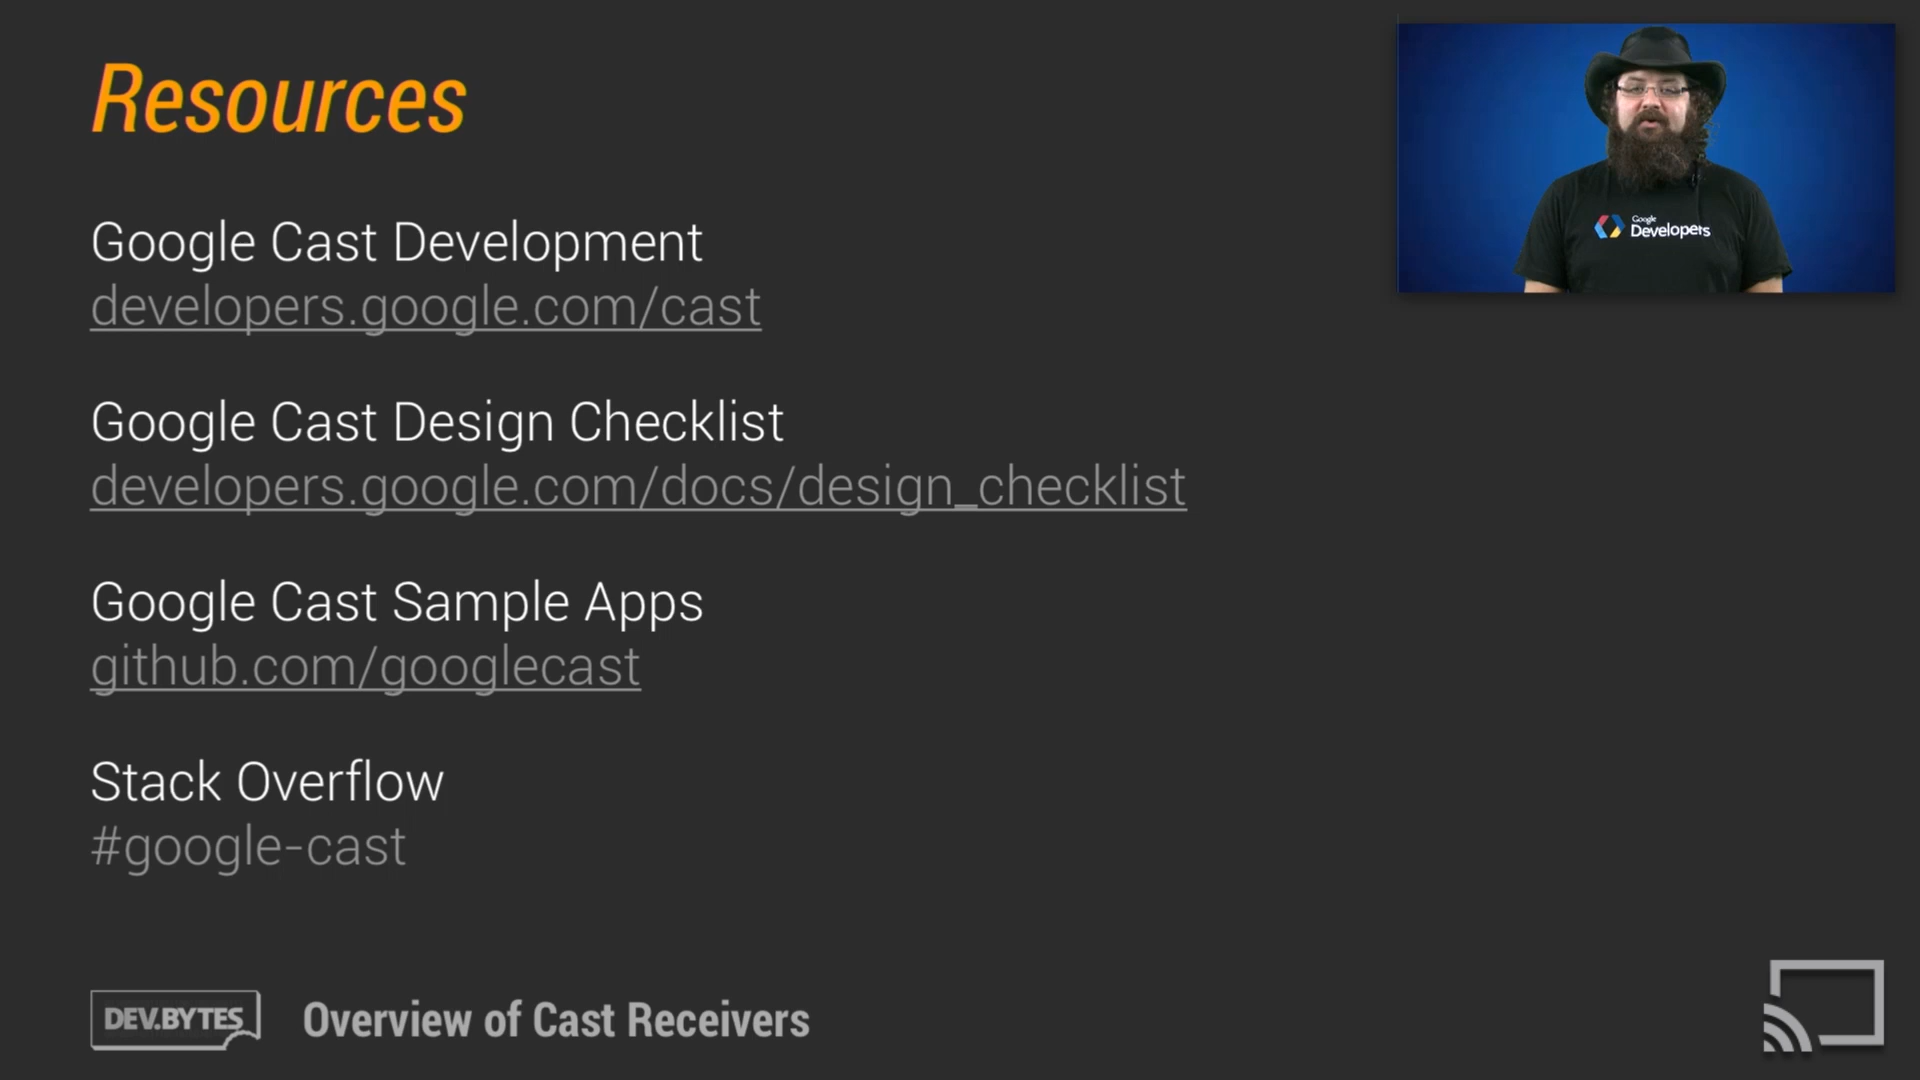 Resources
Google
Developers
Google Cast Development
developers.google.com/cast
Google Cast Design Checklist
developers.google.com/docs/design_checklist
Google Cast Sample Apps
github.com/googlecast
Stack Overflow
#google-cast
DEV.BYTES
Overview of Cast Receivers